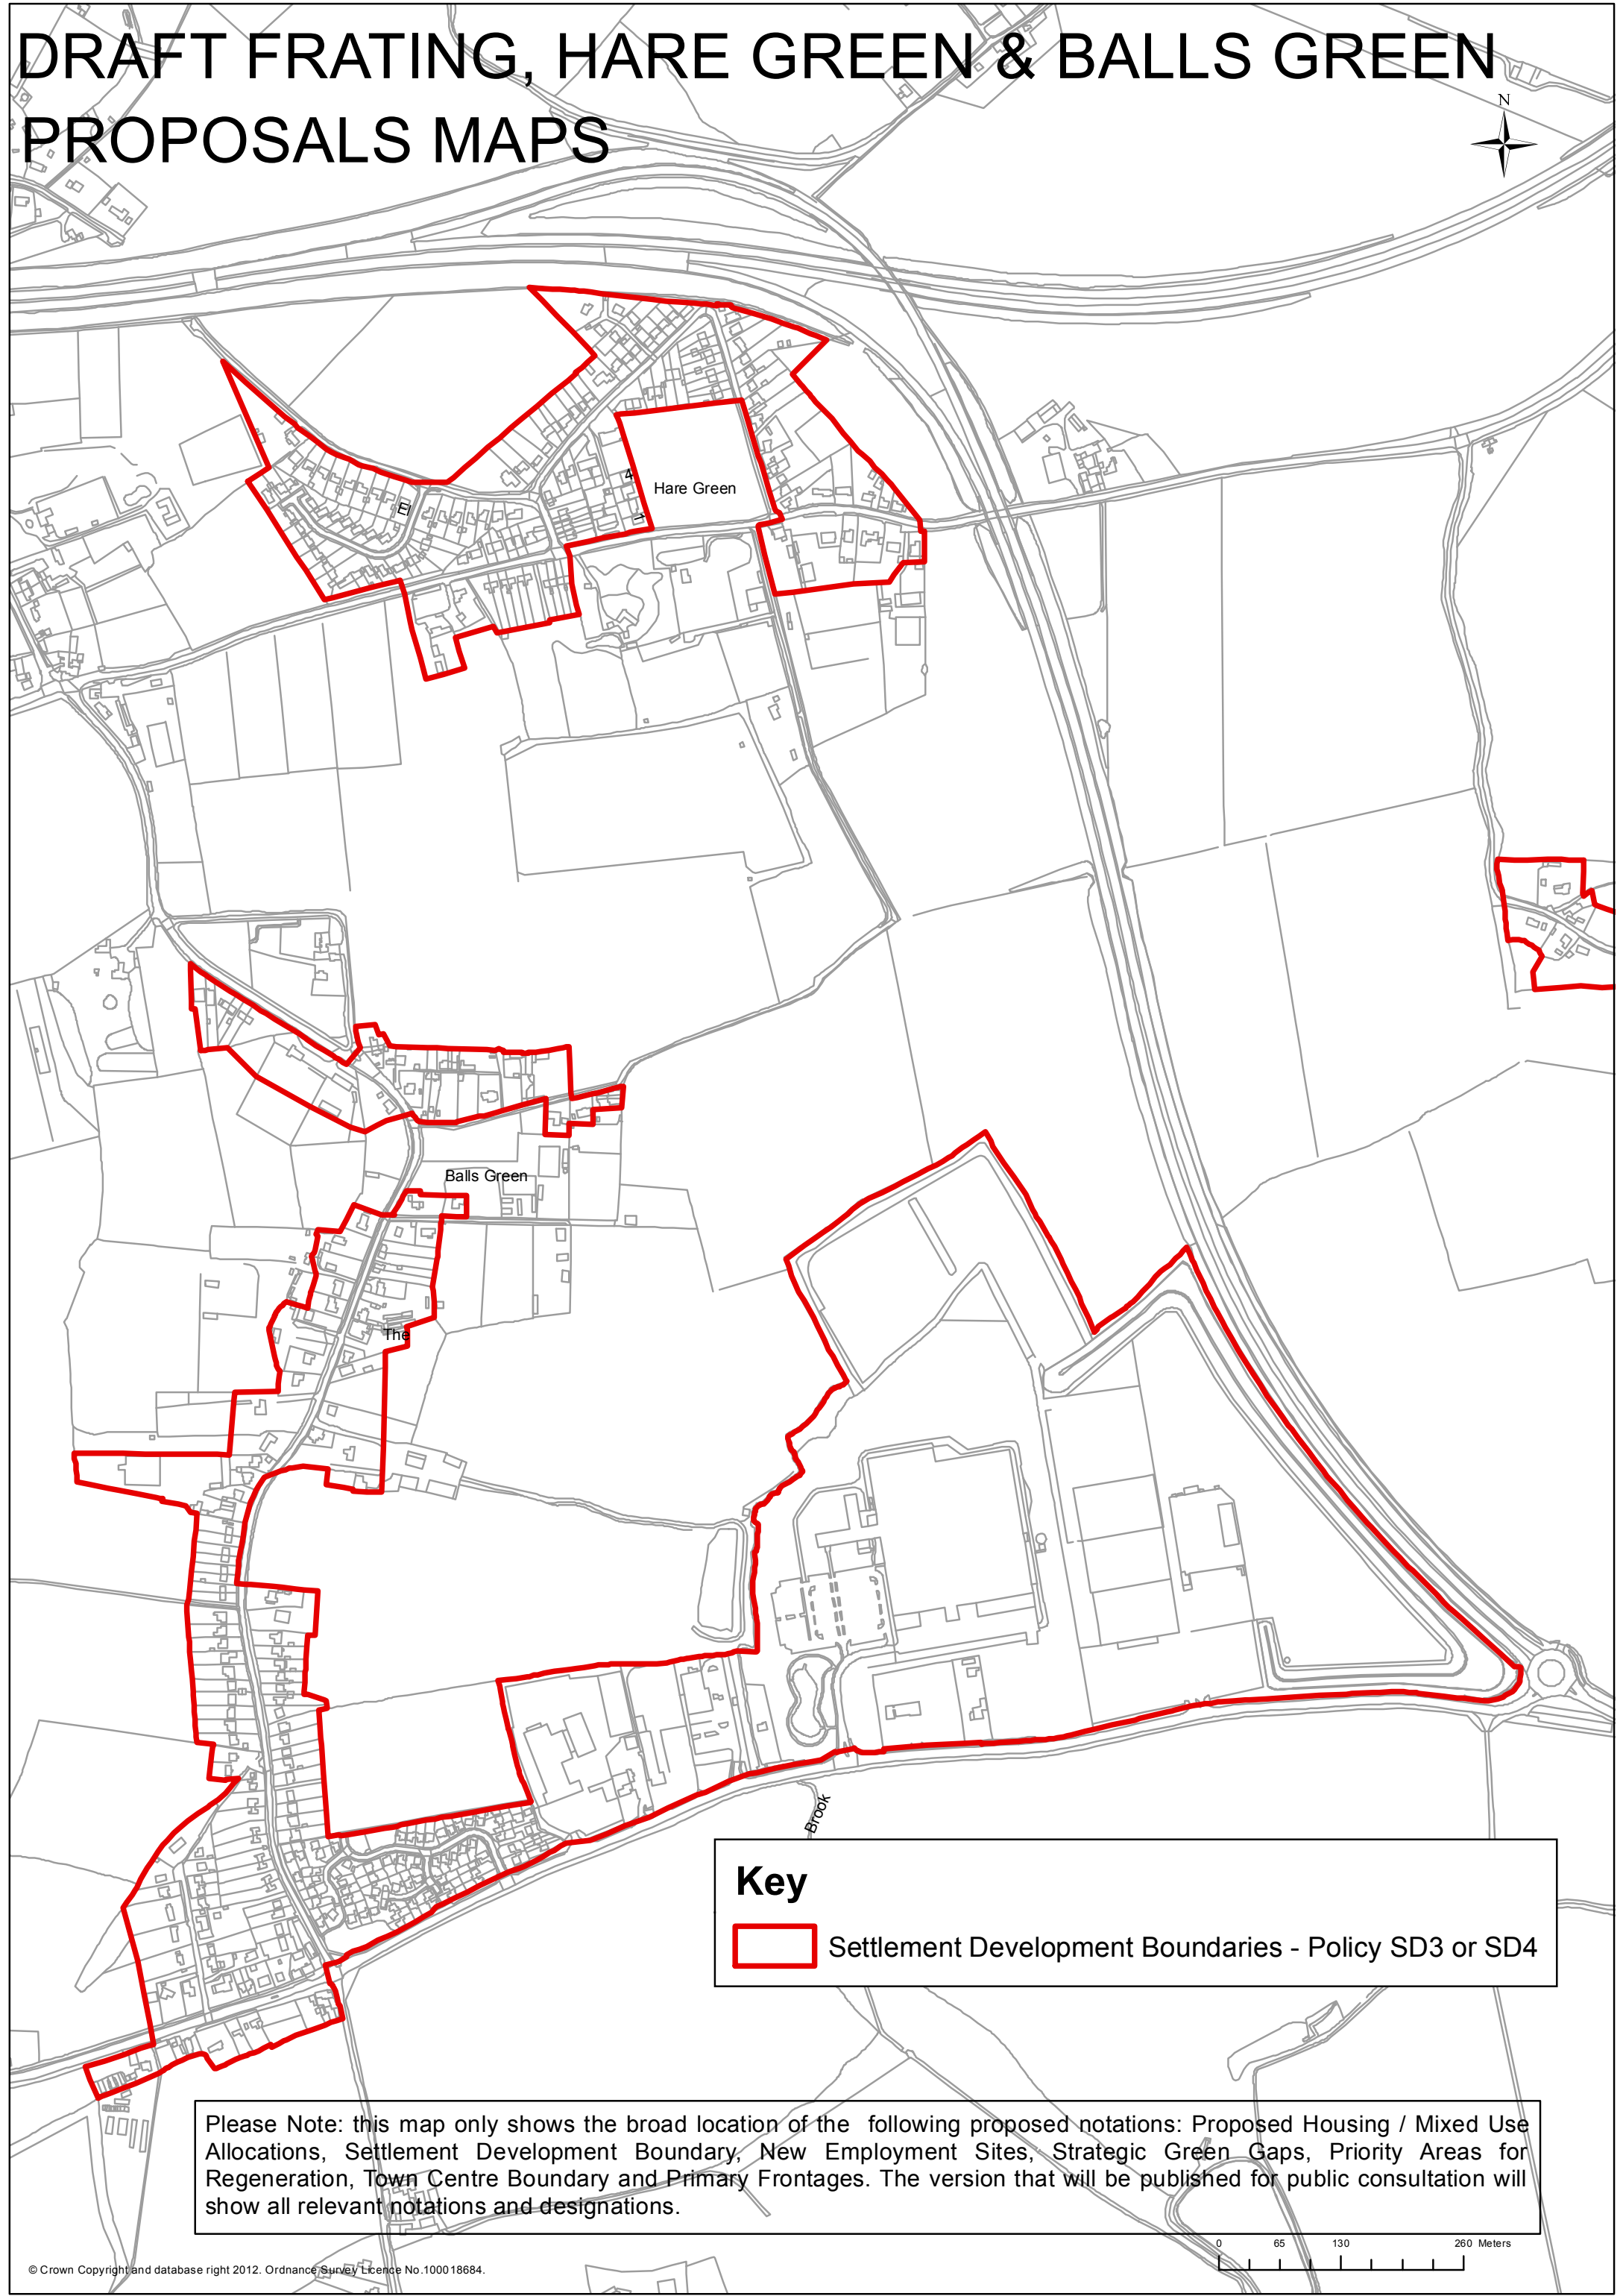 DRAFT FRATING, HARE GREEN & BALLS GREEN
PROPOSALS MAPS
N
4
Hare Green
El
1
Balls Green
The
Brook
Key
Settlement Development Boundaries - Policy SD3 or SD4
Please Note: this map only shows the broad location of the following proposed notations: Proposed Housing / Mixed Use
Allocations, Settlement Development Boundary, New Employment Sites, Strategic Green Gaps, Priority Areas for
Regeneration, Town Centre Boundary and Primary Frontages. The version that will be published for public consultation will
show all relevant notations and designations.
0 65 130 260 Meters
© Crown Copyright and database right 2012. Ordnance Survey Licence No.100018684.